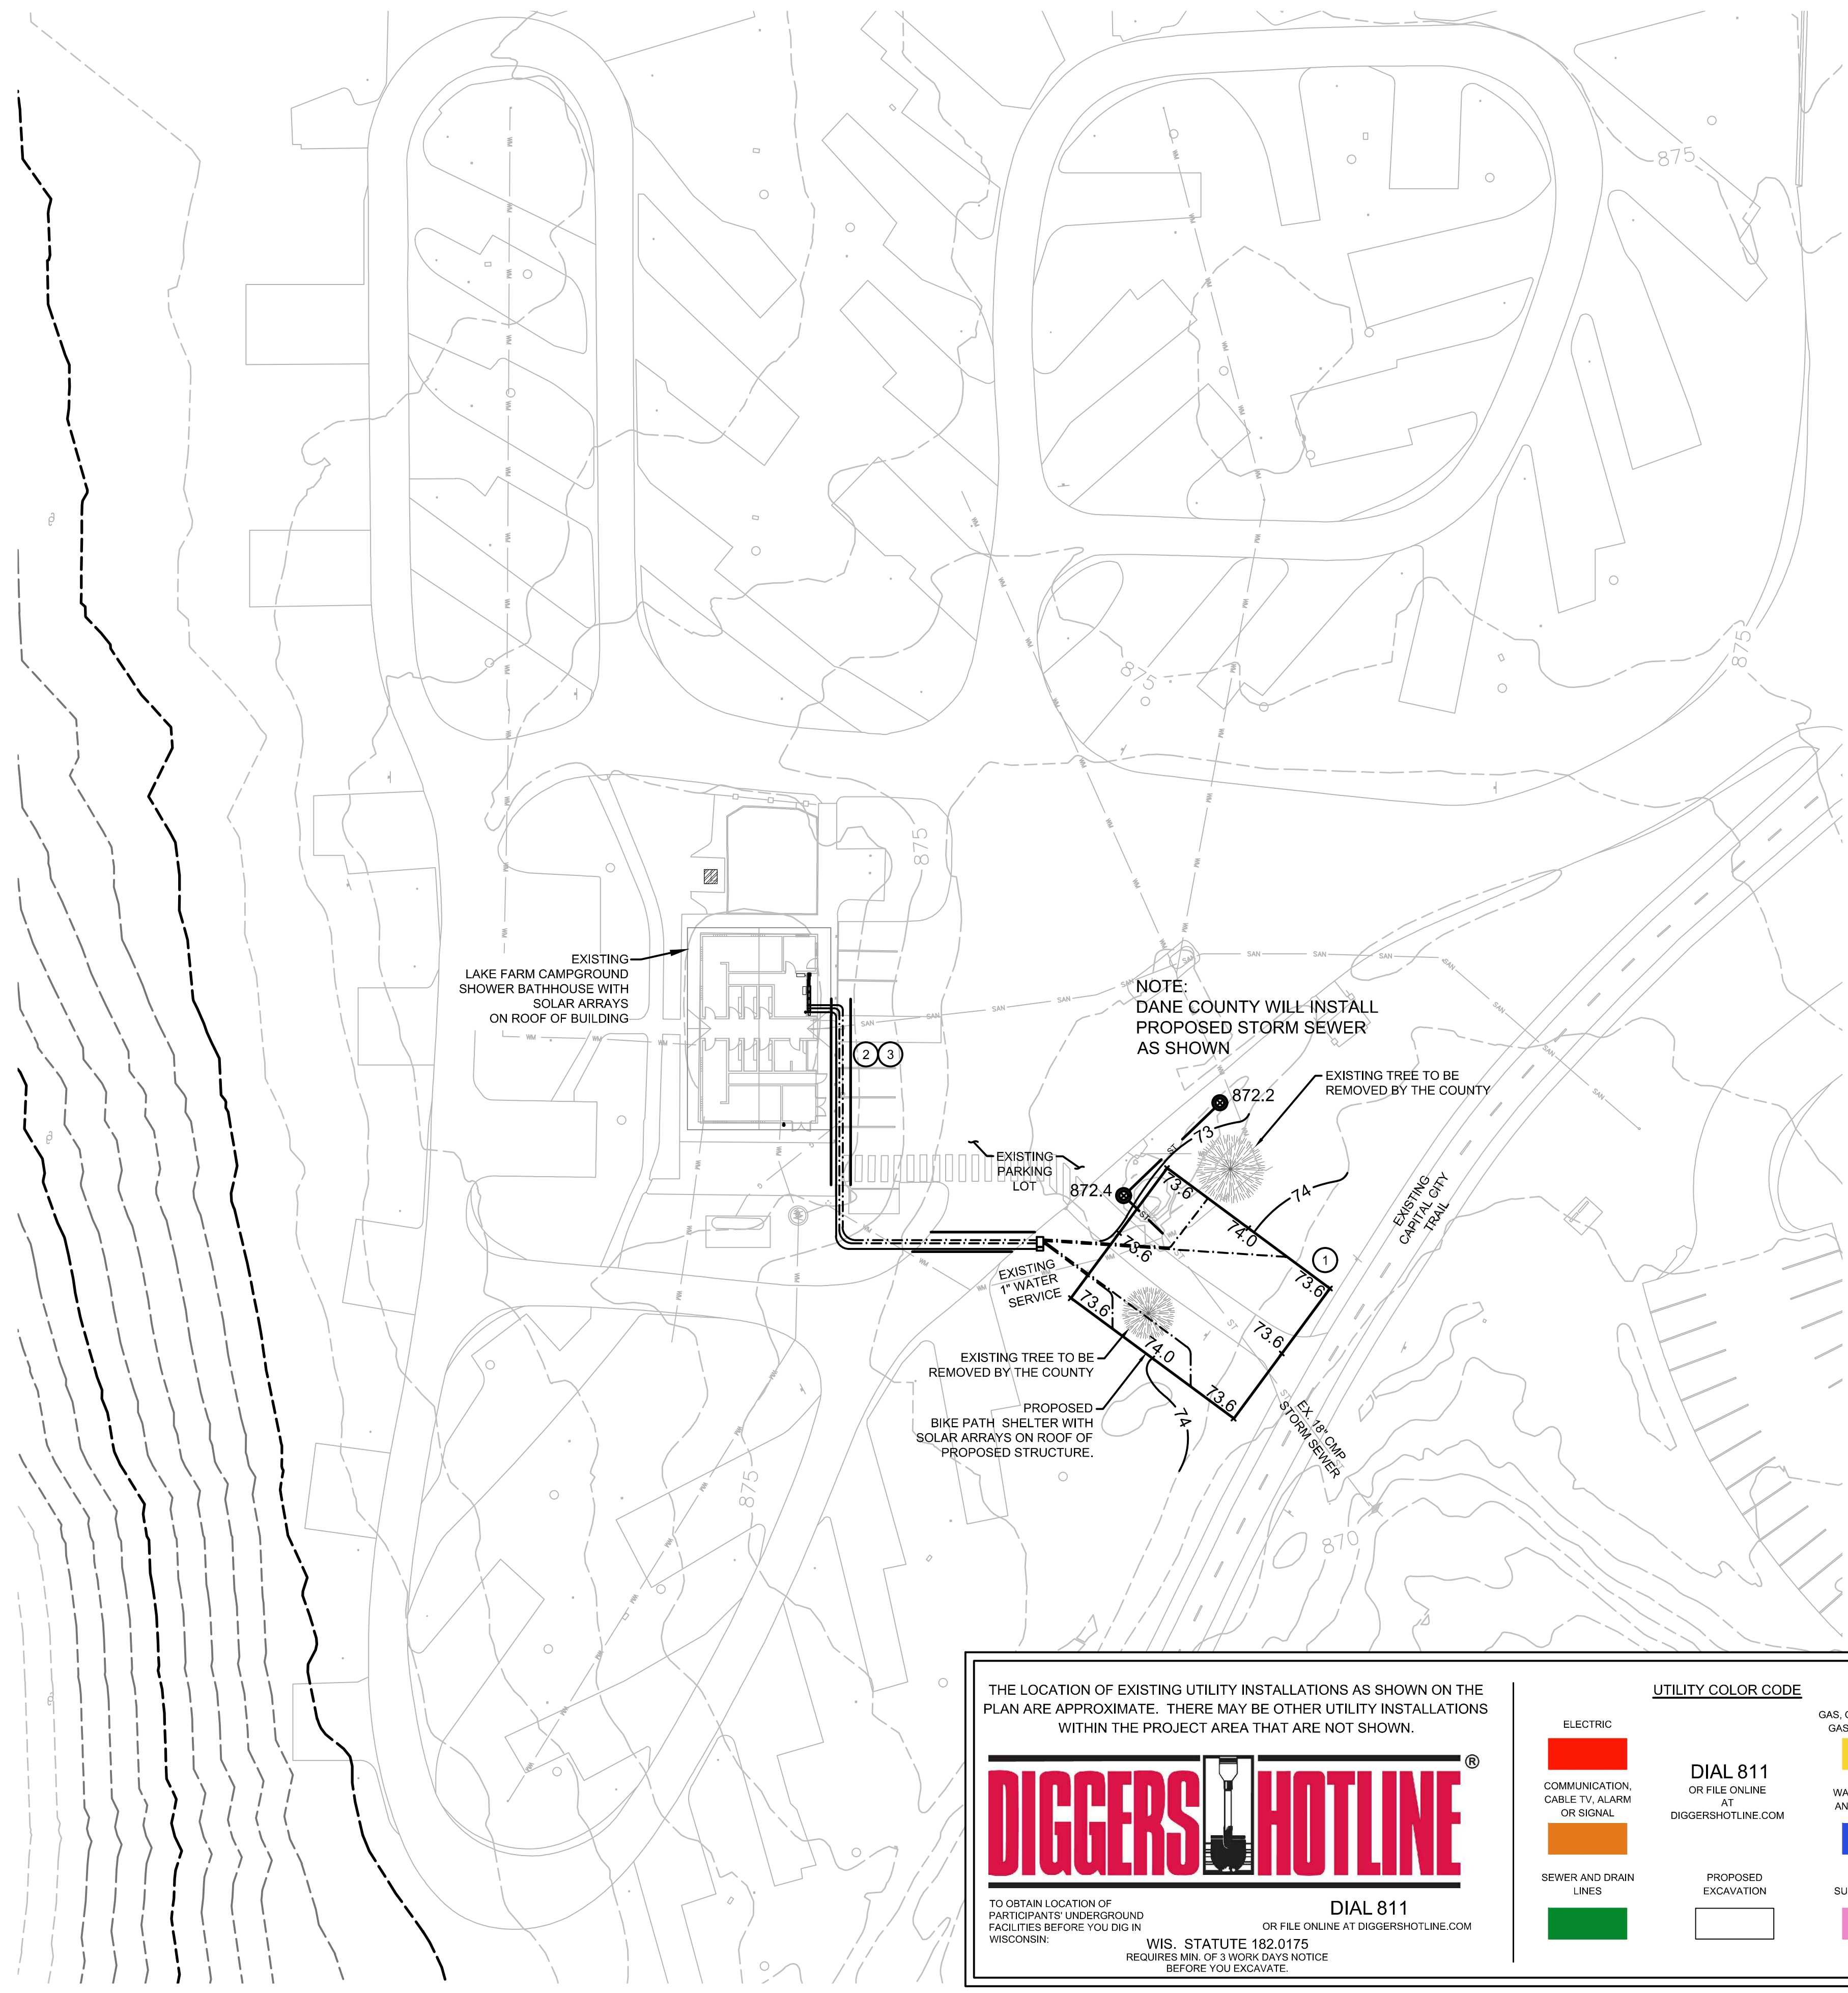 875
875
875
875
EXISTING
LAKE FARM CAMPGROUND
SHOWER BATHHOUSE WITH
SOLAR ARRAYS
ON ROOF OF BUILDING
2 3
NOTE:
DANE COUNTY WILL INSTALL
PROPOSED STORM SEWER
AS SHOWN
EXISTING TREE TO BE
REMOVED BY THE COUNTY
872.2
73
EXISTING
PARKING
LOT
872.4
73.6
74
74.0
EXISTING
CAPITAL CITY
TRAIL
73.6
1
73.6
EXISTING
1" WATER
SERVICE
73.6
73.6
74.0
EXISTING TREE TO BE
REMOVED BY THE COUNTY
73.6
74
PROPOSED
BIKE PATH SHELTER WITH
SOLAR ARRAYS ON ROOF OF
PROPOSED STRUCTURE.
EX. 18" CMP
STORM SEWER
875
870
WM
SAN
ST
THE LOCATION OF EXISTING UTILITY INSTALLATIONS AS SHOWN ON THE
PLAN ARE APPROXIMATE. THERE MAY BE OTHER UTILITY INSTALLATIONS
WITHIN THE PROJECT AREA THAT ARE NOT SHOWN.
DIGGERS HOTLINE ®
TO OBTAIN LOCATION OF
PARTICIPANTS' UNDERGROUND
FACILITIES BEFORE YOU DIG IN
WISCONSIN:
DIAL 811
OR FILE ONLINE AT DIGGERSHOTLINE.COM
WIS. STATUTE 182.0175
REQUIRES MIN. OF 3 WORK DAYS NOTICE
BEFORE YOU EXCAVATE.
UTILITY COLOR CODE
ELECTRIC
GAS,
GAS
COMMUNICATION,
CABLE TV, ALARM
OR SIGNAL
DIAL 811
OR FILE ONLINE
AT
DIGGERSHOTLINE.COM
WA
AN
SEWER AND DRAIN
LINES
PROPOSED
EXCAVATION
SU